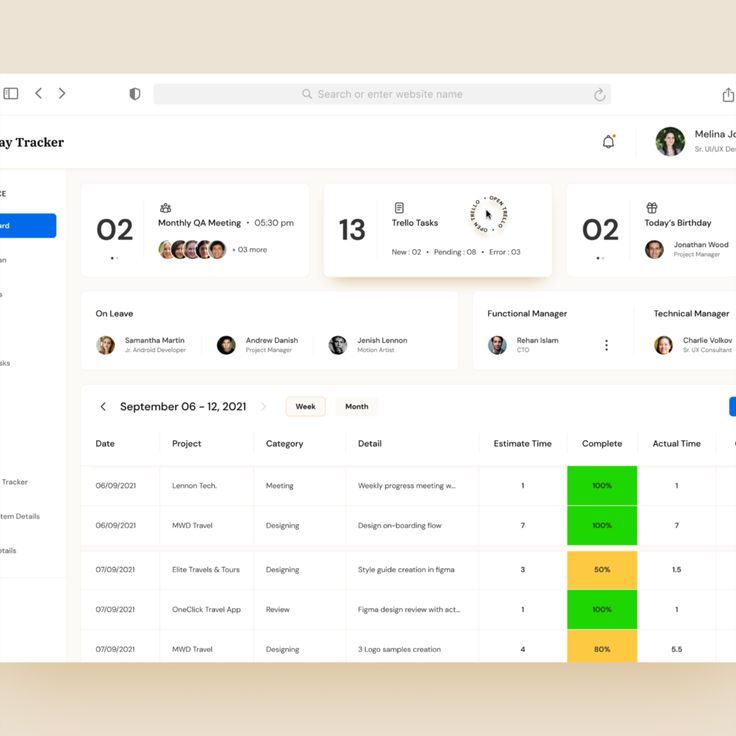 Search or enter website name
ay Tracker
Melina Jo
Sr. UI/UX De
CE
rd
an
s
sks
Tracker
tem Details
etails
02
Monthly QA Meeting • 05:30 pm
+ 03 more
13
Trello Tasks
OPEN TRELLO • OPEN TRELLO •
New : 02 • Pending : 08 • Error : 03
02
Today's Birthday
Jonathan Wood
Project Manager
On Leave
Samantha Martin
Jr. Android Developer
Andrew Danish
Project Manager
Jenish Lennon
Motion Artist
Functional Manager
Rehan Islam
CTO
Technical Manager
Charlie Volkov
Sr. UX Consultant
September 06 - 12, 2021
Week
Month
Date Project Category Detail Estimate Time Complete Actual Time
06/09/2021 Lennon Tech. Meeting Weekly progress meeting w... 1 100% 1
06/09/2021 MWD Travel Designing Design on-boarding flow 7 100% 7
07/09/2021 Elite Travels & Tours Designing Style guide creation in figma 3 50% 1.5
07/09/2021 OneClick Travel App Review Figma design review with act... 1 100% 1
07/09/2021 MWD Travel Designing 3 Logo samples creation 4 80% 5.5